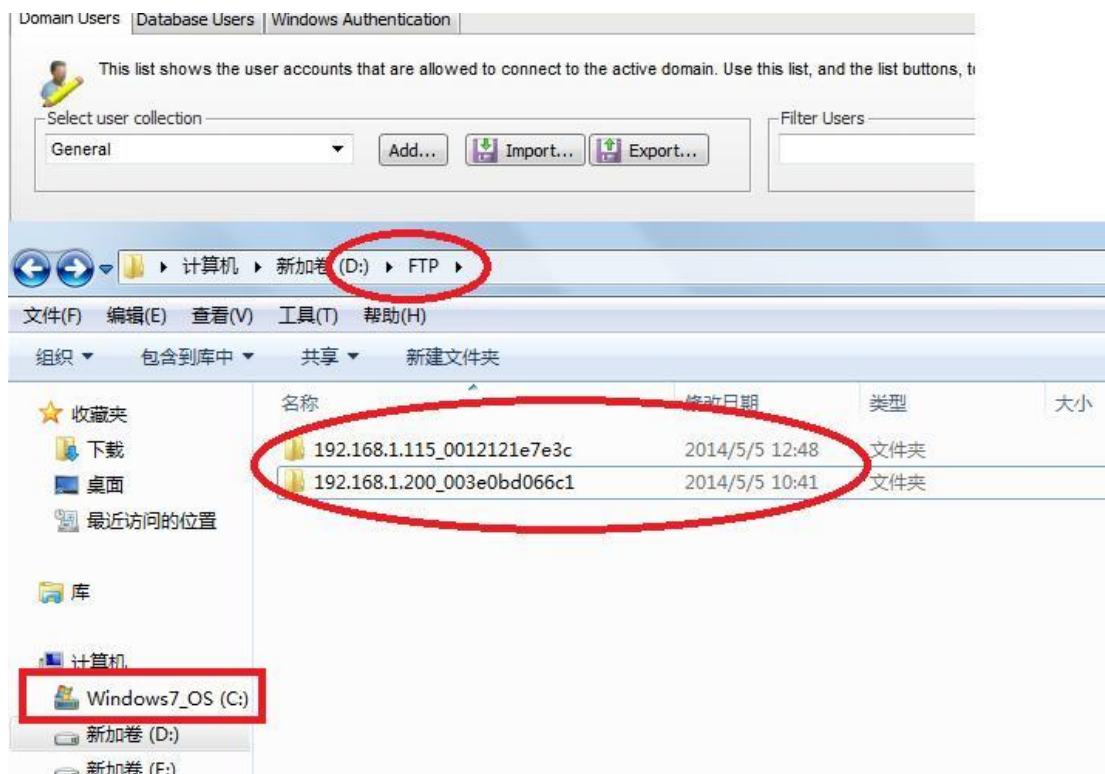 Domain Users Database Users Windows Authentication
This list shows the user accounts that are allowed to connect to the active domain. Use this list, and the list buttons,
Select user collection
Filter Users
General Add... Import... Export...
计算机 新加卷 (D:) FTP
文件(F) 编辑(E) 查看(V) 工具(T) 帮助(H)
组织 包含到库中 共享 新建文件夹
名称 修改日期 类型 大小
收藏夹
下载
桌面
最近访问的位置
192.168.1.115_0012121e7e3c 2014/5/5 12:48 文件夹
192.168.1.200_003e0bd066c1 2014/5/5 10:41 文件夹
库
计算机
Windows7_OS (C:)
新加卷 (D:)
新加卷 (E:)